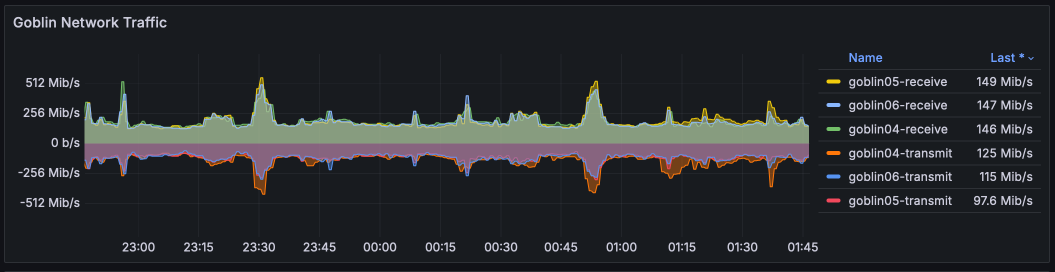 Goblin Network Traffic
512 Mib/s
256 Mib/s
0 b/s
-256 Mib/s
-512 Mib/s
23:00 23:15 23:30 23:45 00:00 00:15 00:30 00:45 01:00 01:15 01:30 01:45
Name Last *
goblin05-receive 149 Mib/s
goblin06-receive 147 Mib/s
goblin04-receive 146 Mib/s
goblin04-transmit 125 Mib/s
goblin06-transmit 115 Mib/s
goblin05-transmit 97.6 Mib/s